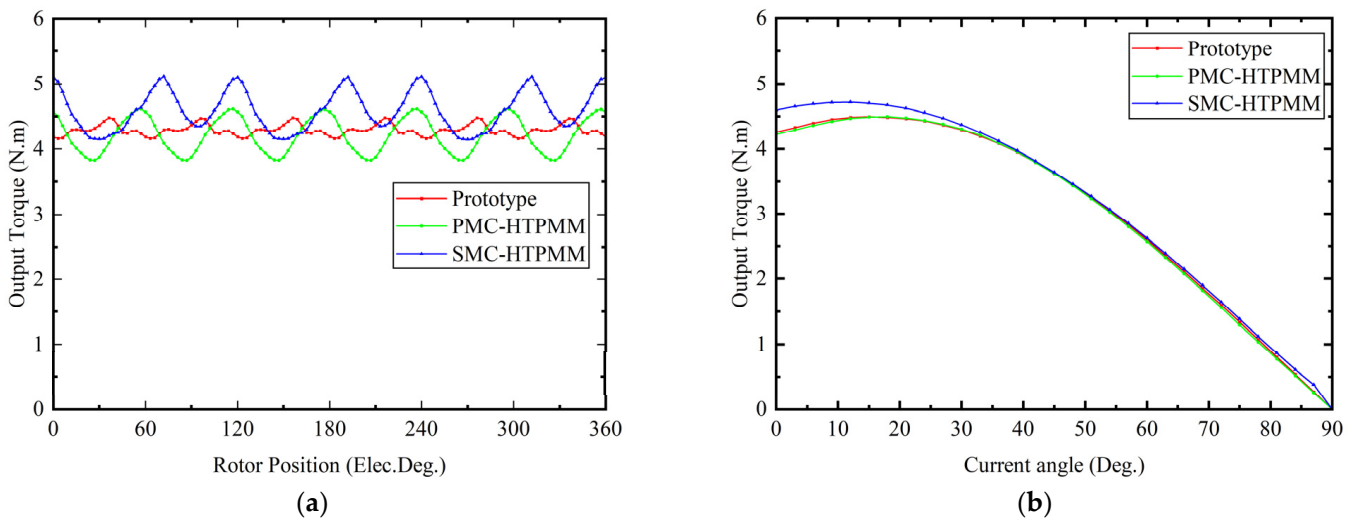 6
5
4
3
2
1
0
Output Torque (N.m)
Prototype
PMC-HTPMM
SMC-HTPMM
0 60 120 180 240 300 360
Rotor Position (Elec.Deg.)
(a)
6
5
4
3
2
1
0
Output Torque (N.m)
Prototype
PMC-HTPMM
SMC-HTPMM
0 10 20 30 40 50 60 70 80 90
Current angle (Deg.)
(b)